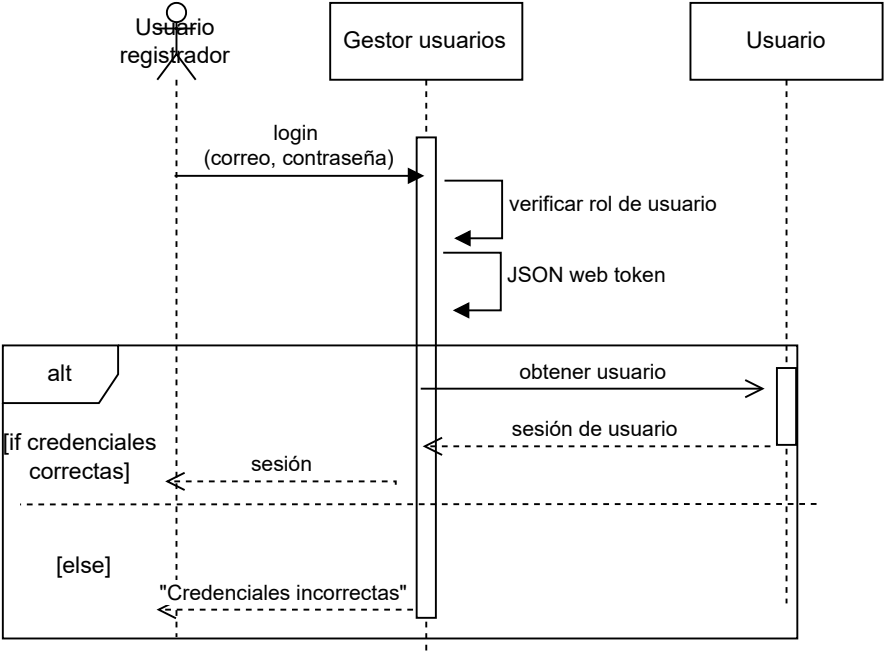 Usuario
registrador
Gestor usuarios
Usuario
login
(correo, contraseña)
verificar rol de usuario
JSON web token
alt
obtener usuario
[if credenciales
correctas]
sesión de usuario
sesión
[else]
"Credenciales incorrectas"